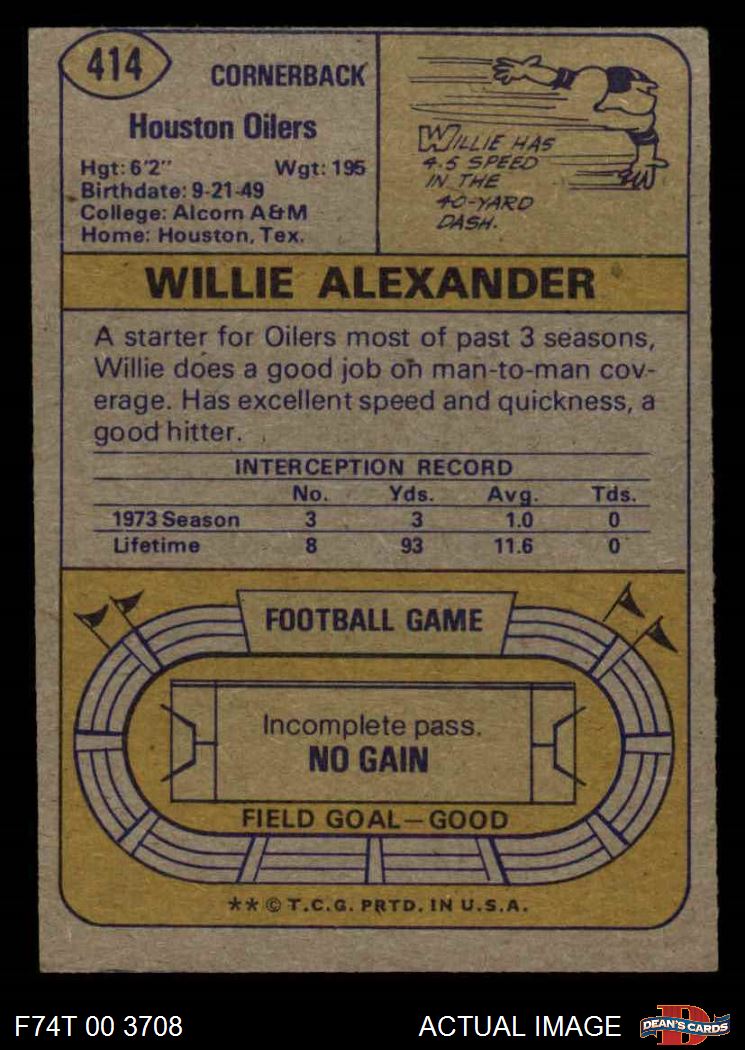 414
CORNERBACK
Houston Oilers
Hgt: 6'2" Wgt: 195
Birthdate: 9-21-49
College: Alcorn A&M
Home: Houston, Tex.
WILLIE HAS
4.5 SPEED
IN THE
40-YARD
DASH.
WILLIE ALEXANDER
A starter for Oilers most of past 3 seasons,
Willie does a good job on man-to-man cov-
erage. Has excellent speed and quickness, a
good hitter.
INTERCEPTION RECORD
No. Yds. Avg. Tds.
1973 Season 3 3 1.0 0
Lifetime 8 93 11.6 0
FOOTBALL GAME
Incomplete pass.
NO GAIN
FIELD GOAL—GOOD
** © T.C.G. PRTD. IN U.S.A.
F74T 00 3708 ACTUAL IMAGE
D
DEAN'S CARDS